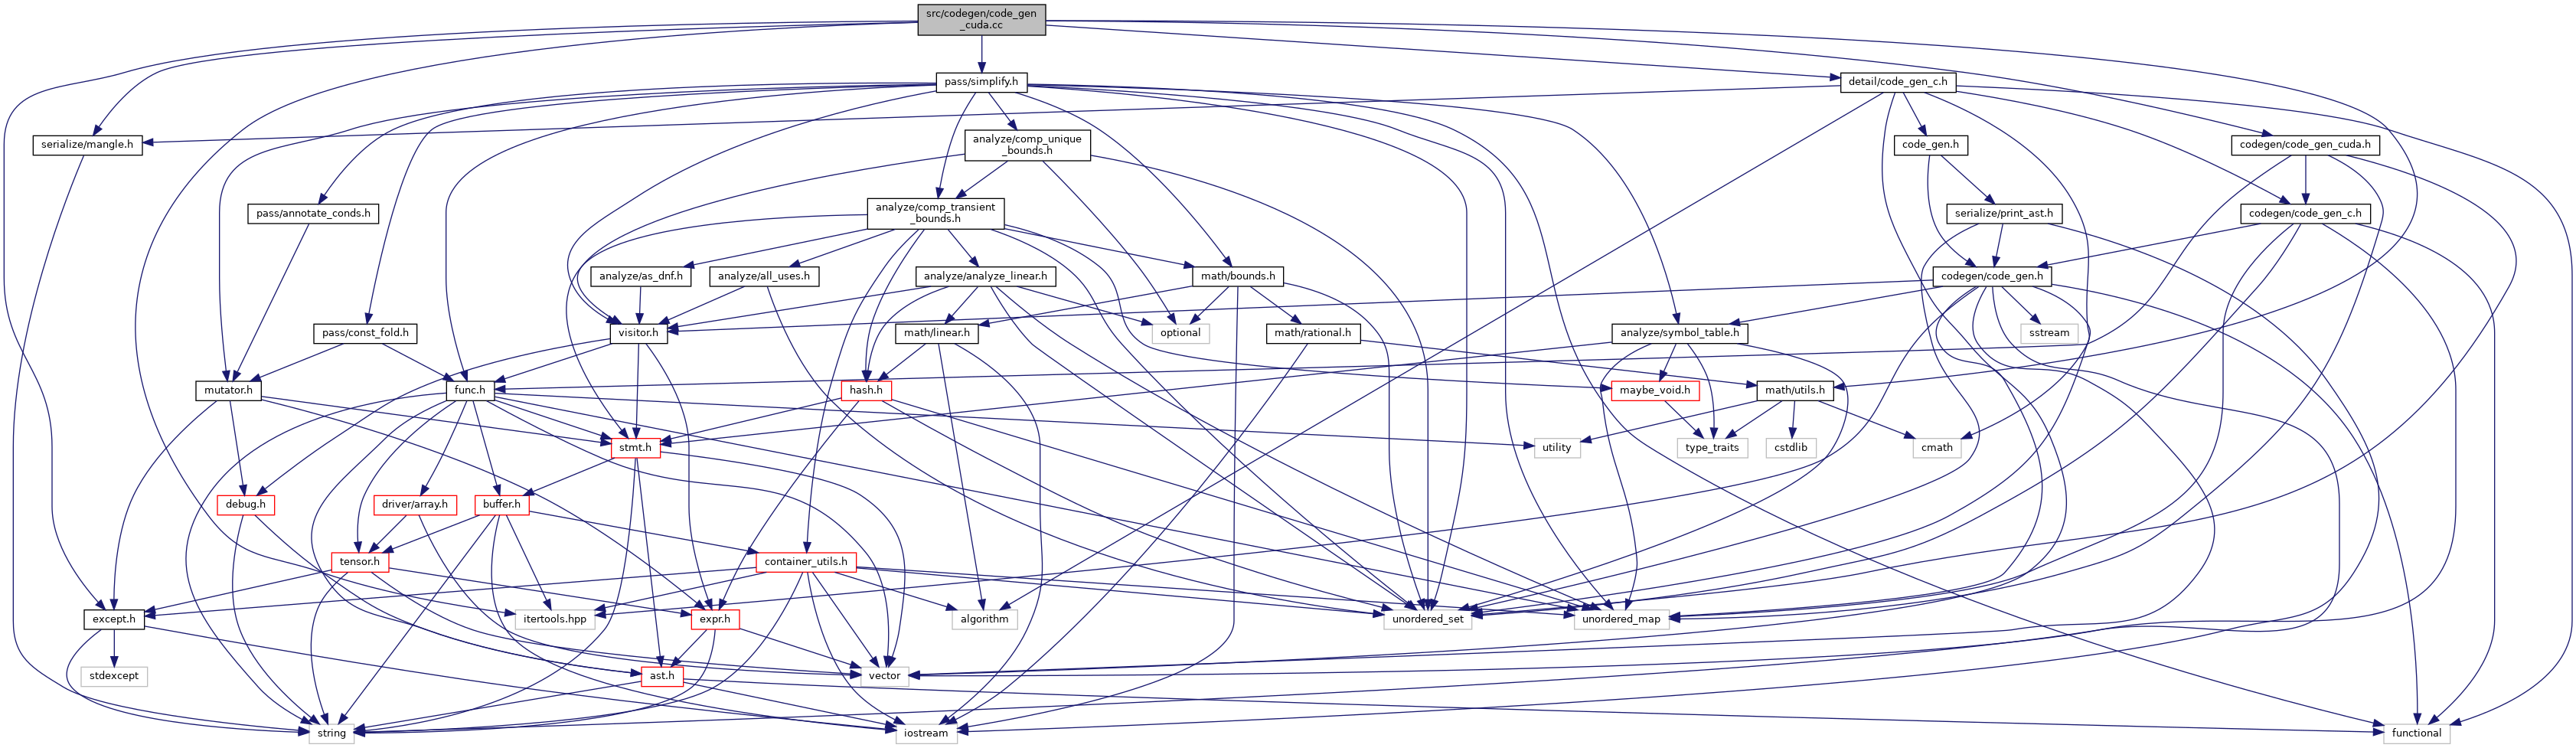 src/codegen/code_gen
_cuda.cc
pass/simplify.h
detail/code_gen_c.h
serialize/mangle.h
analyze/comp_unique
_bounds.h
code_gen.h
codegen/code_gen_cuda.h
pass/annotate_conds.h
analyze/comp_transient
_bounds.h
serialize/print_ast.h
codegen/code_gen_c.h
analyze/as_dnf.h
analyze/all_uses.h
analyze/analyze_linear.h
math/bounds.h
codegen/code_gen.h
pass/const_fold.h
visitor.h
math/linear.h
optional
math/rational.h
analyze/symbol_table.h
sstream
mutator.h
func.h
hash.h
maybe_void.h
math/utils.h
stmt.h
utility
type_traits
cstdlib
cmath
debug.h
driver/array.h
buffer.h
tensor.h
container_utils.h
except.h
itertools.hpp
expr.h
algorithm
unordered_set
unordered_map
stdexcept
ast.h
vector
string
iostream
functional